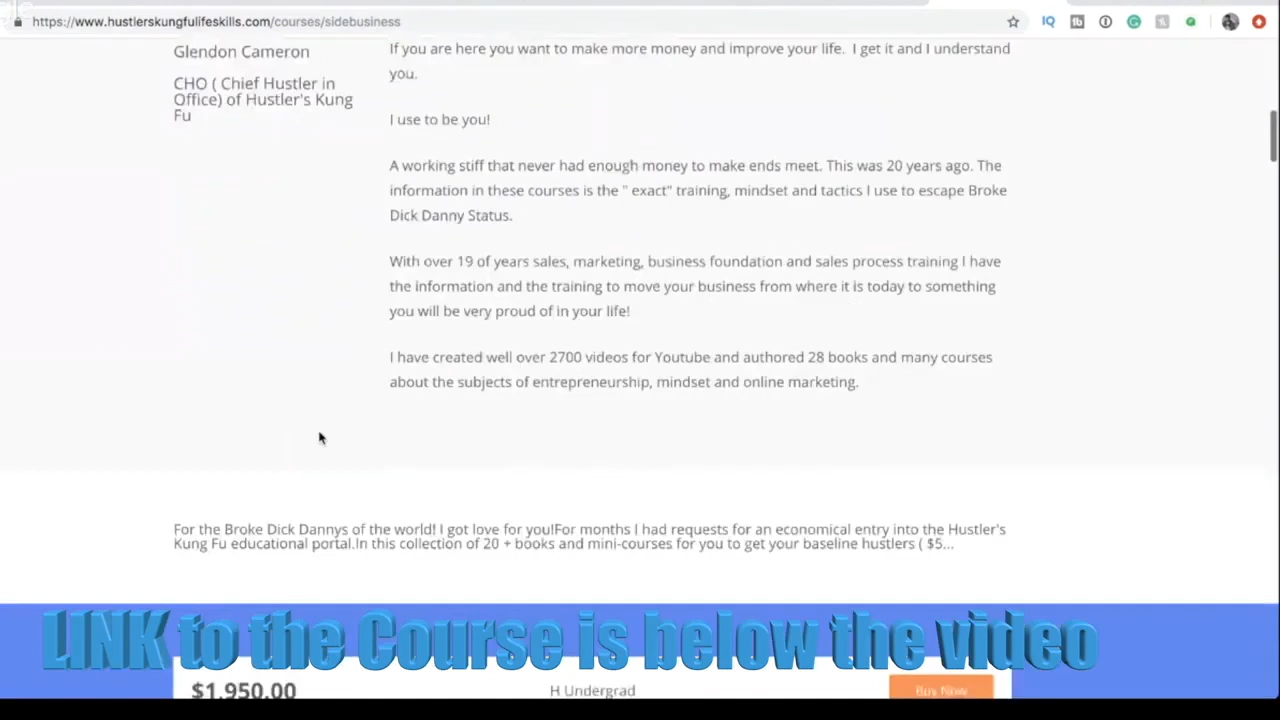 https://www.hustlerskungfulifeskills.com/courses/sidebusiness
Glendon Cameron
CHO ( Chief Hustler in
Office) of Hustler's Kung
Fu
If you are here you want to make more money and improve your life.  I get it and I understand
you.
I use to be you!
A working stiff that never had enough money to make ends meet. This was 20 years ago. The
information in these courses is the " exact" training, mindset and tactics I use to escape Broke
Dick Danny Status.
With over 19 of years sales, marketing, business foundation and sales process training I have
the information and the training to move your business from where it is today to something
you will be very proud of in your life!
I have created well over 2700 videos for Youtube and authored 28 books and many courses
about the subjects of entrepreneurship, mindset and online marketing.
For the Broke Dick Dannys of the world! I got love for you!For months I had requests for an economical entry into the Hustler's
Kung Fu educational portal.In this collection of 20 + books and mini-courses for you to get your baseline hustlers ( $5...
LINK to the Course is below the video
$1,950.00
H Undergrad
Buy Now